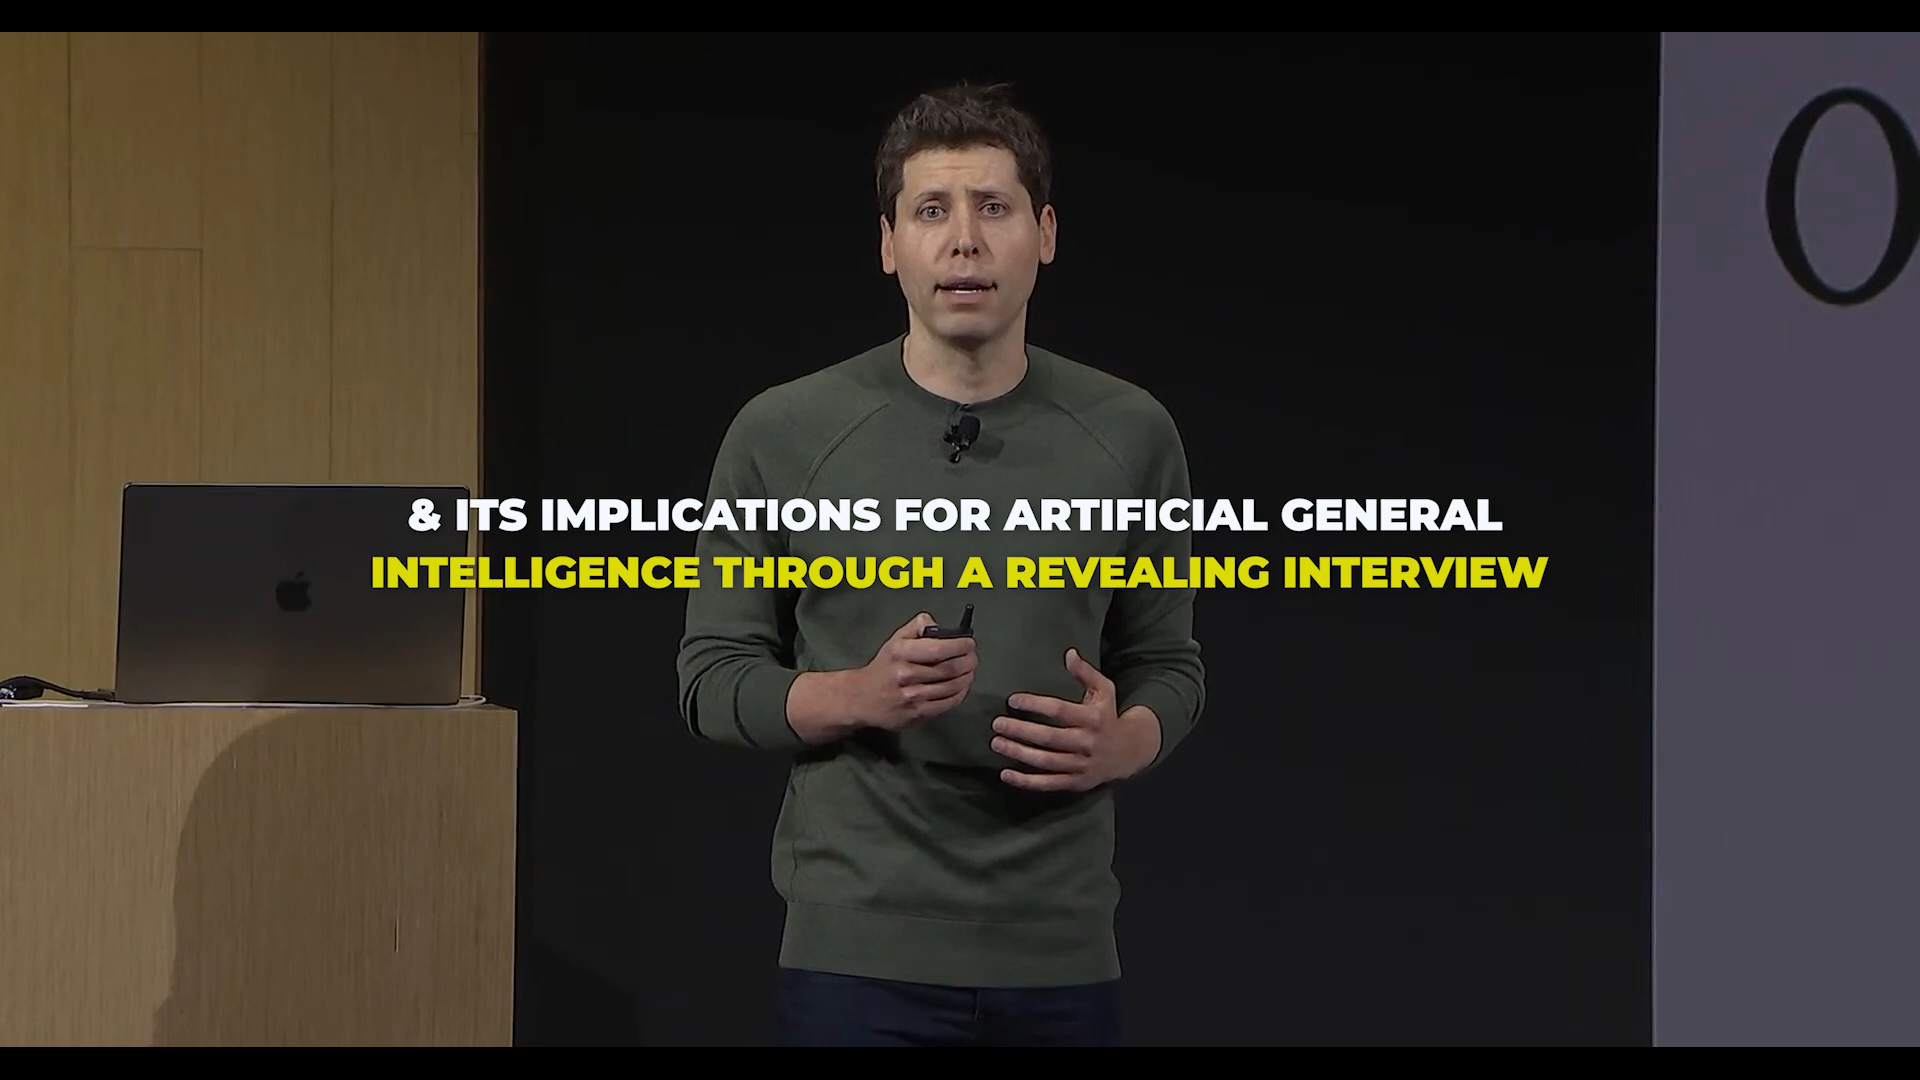 O
& ITS IMPLICATIONS FOR ARTIFICIAL GENERAL
INTELLIGENCE THROUGH A REVEALING INTERVIEW